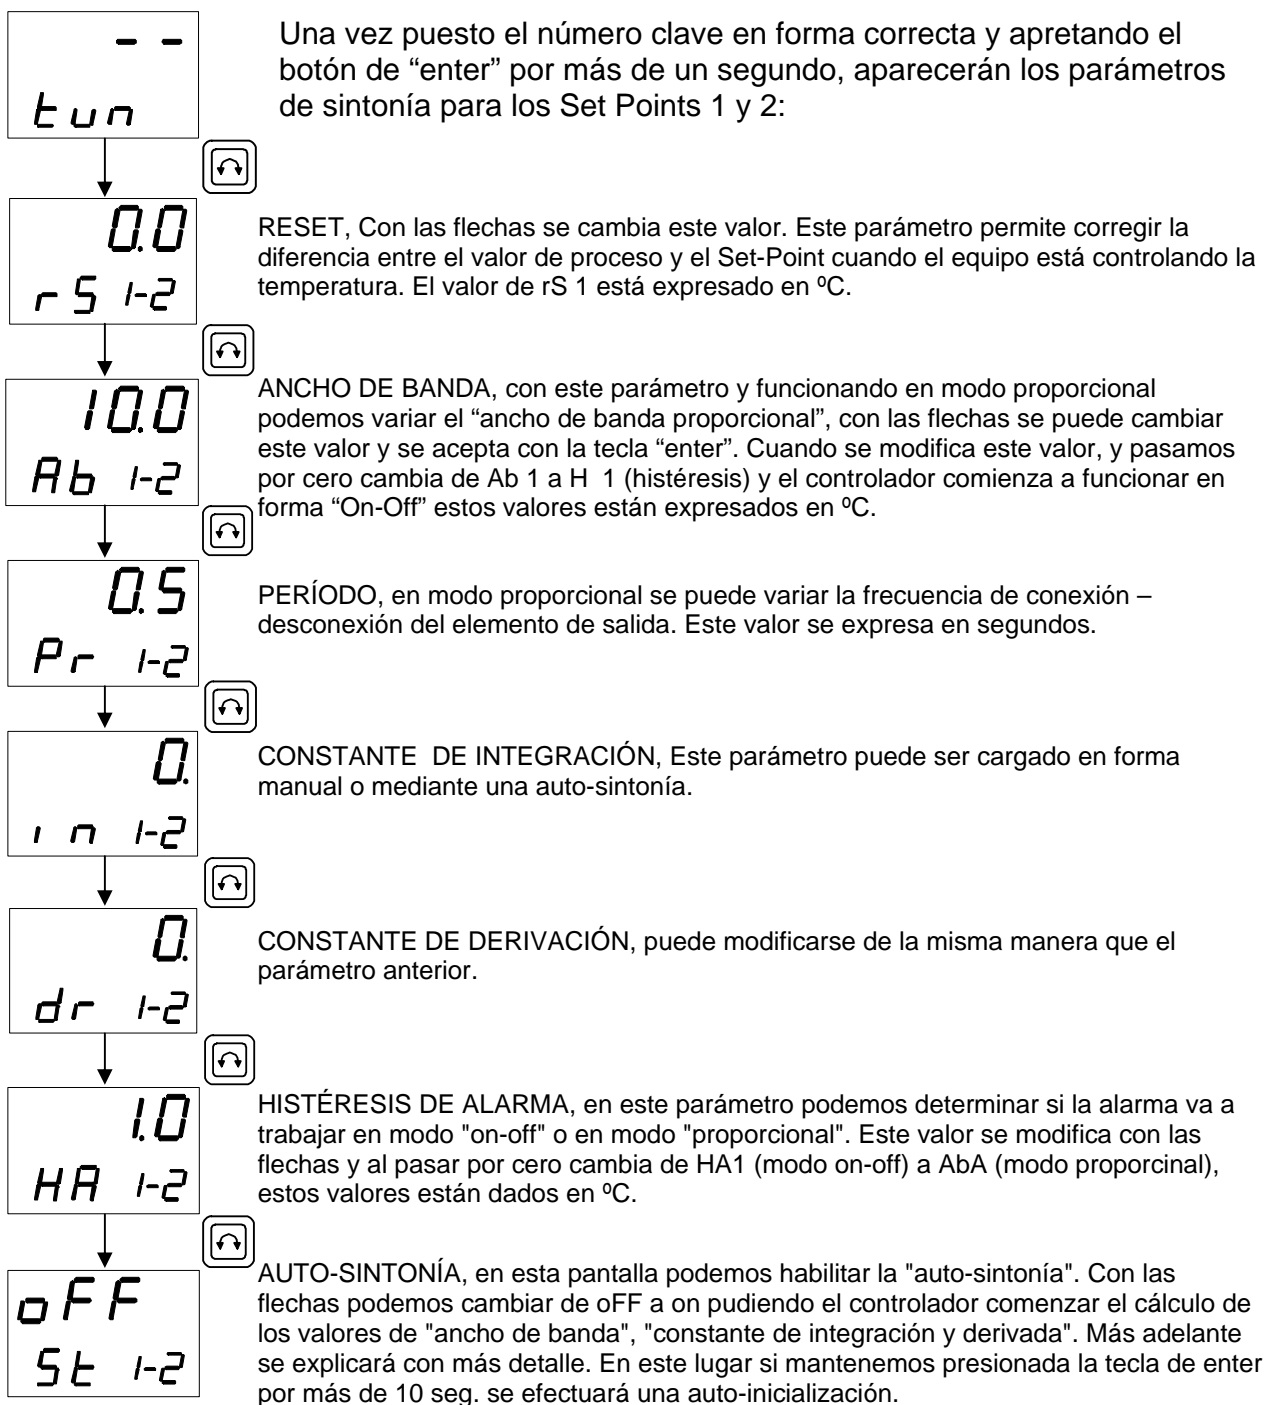 - -
tun
Una vez puesto el número clave en forma correcta y apretando el
botón de “enter” por más de un segundo, aparecerán los parámetros
de sintonía para los Set Points 1 y 2:
0.0
rS 1-2
RESET, Con las flechas se cambia este valor. Este parámetro permite corregir la
diferencia entre el valor de proceso y el Set-Point cuando el equipo está controlando la
temperatura. El valor de rS 1 está expresado en ºC.
10.0
Ab 1-2
ANCHO DE BANDA, con este parámetro y funcionando en modo proporcional
podemos variar el “ancho de banda proporcional”, con las flechas se puede cambiar
este valor y se acepta con la tecla “enter”. Cuando se modifica este valor, y pasamos
por cero cambia de Ab 1 a H  1 (histéresis) y el controlador comienza a funcionar en
forma “On-Off” estos valores están expresados en ºC.
0.5
Pr 1-2
PERÍODO, en modo proporcional se puede variar la frecuencia de conexión –
desconexión del elemento de salida. Este valor se expresa en segundos.
0.
in 1-2
CONSTANTE  DE INTEGRACIÓN, Este parámetro puede ser cargado en forma
manual o mediante una auto-sintonía.
0.
dr 1-2
CONSTANTE DE DERIVACIÓN, puede modificarse de la misma manera que el
parámetro anterior.
1.0
HA 1-2
HISTÉRESIS DE ALARMA, en este parámetro podemos determinar si la alarma va a
trabajar en modo "on-off" o en modo "proporcional". Este valor se modifica con las
flechas y al pasar por cero cambia de HA1 (modo on-off) a AbA (modo proporcinal),
estos valores están dados en ºC.
oFF
St 1-2
AUTO-SINTONÍA, en esta pantalla podemos habilitar la "auto-sintonía". Con las
flechas podemos cambiar de oFF a on pudiendo el controlador comenzar el cálculo de
los valores de "ancho de banda", "constante de integración y derivada". Más adelante
se explicará con más detalle. En este lugar si mantenemos presionada la tecla de enter
por más de 10 seg. se efectuará una auto-inicialización.